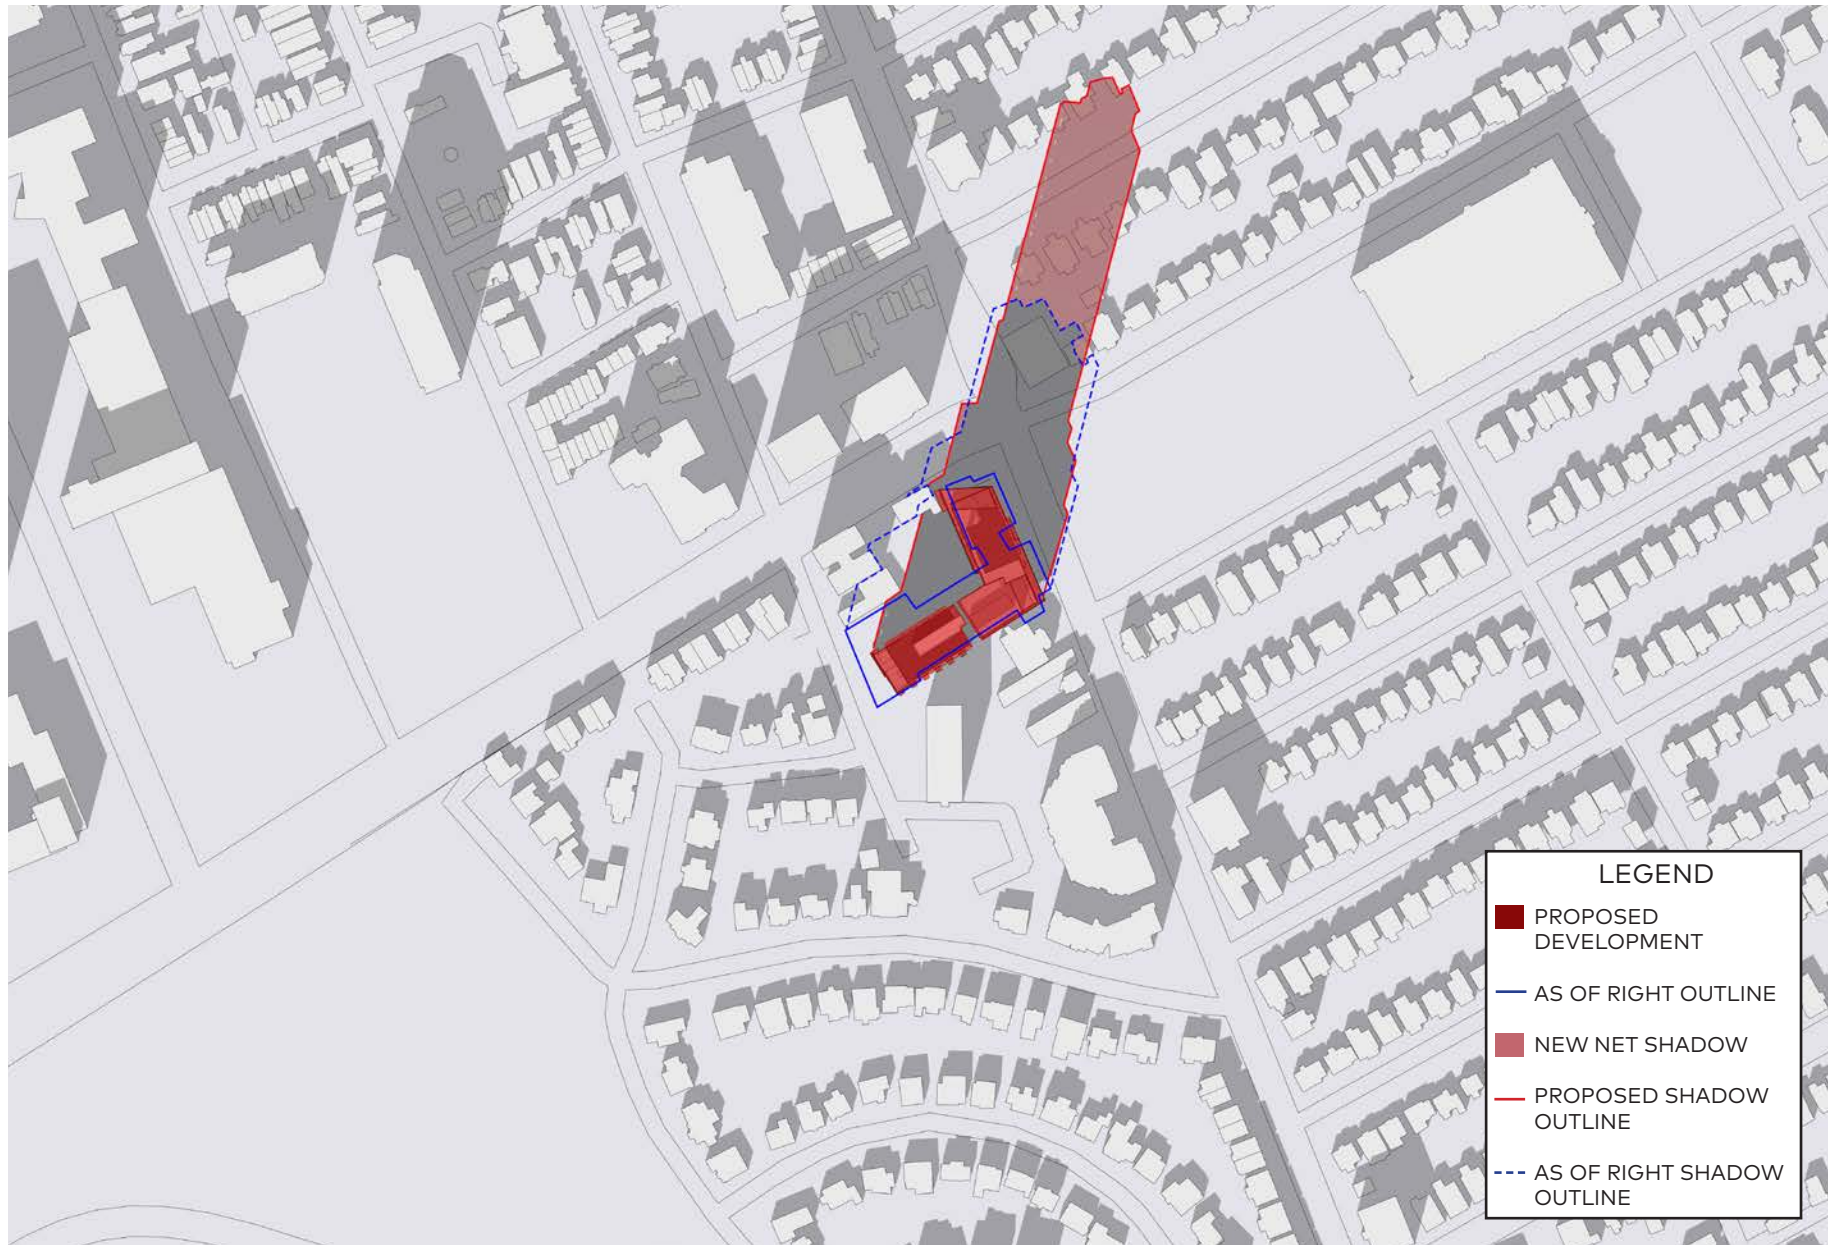 LEGEND
PROPOSED
DEVELOPMENT
AS OF RIGHT OUTLINE
NEW NET SHADOW
PROPOSED SHADOW
OUTLINE
AS OF RIGHT SHADOW
OUTLINE